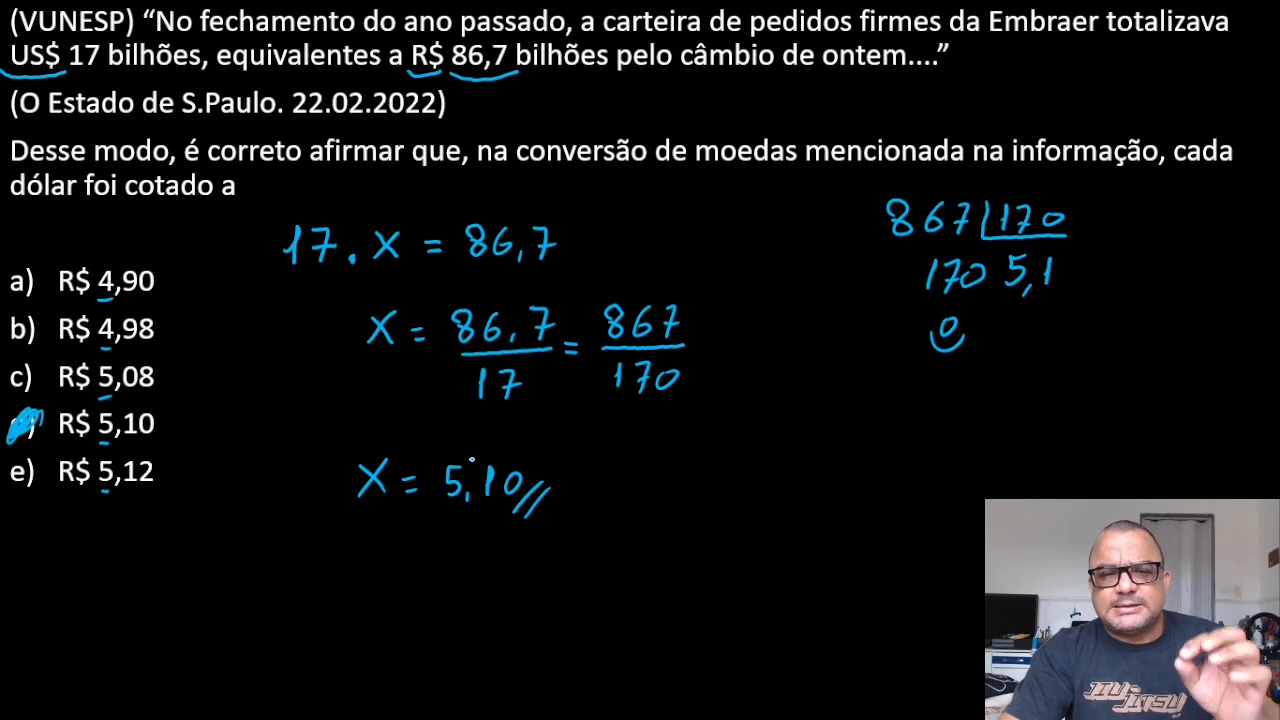 (VUNESP) “No fechamento do ano passado, a carteira de pedidos firmes da Embraer totalizava
US$ 17 bilhões, equivalentes a R$ 86,7 bilhões pelo câmbio de ontem....”
(O Estado de S.Paulo. 22.02.2022)
Desse modo, é correto afirmar que, na conversão de moedas mencionada na informação, cada
dólar foi cotado a
a) R$ 4,90
b) R$ 4,98
c) R$ 5,08
R$ 5,10
e) R$ 5,12
17 . X = 86,7
X = 86,7 = 867
17 170
X = 5,10//
867 170
170 5,1
0
JIU JITSU